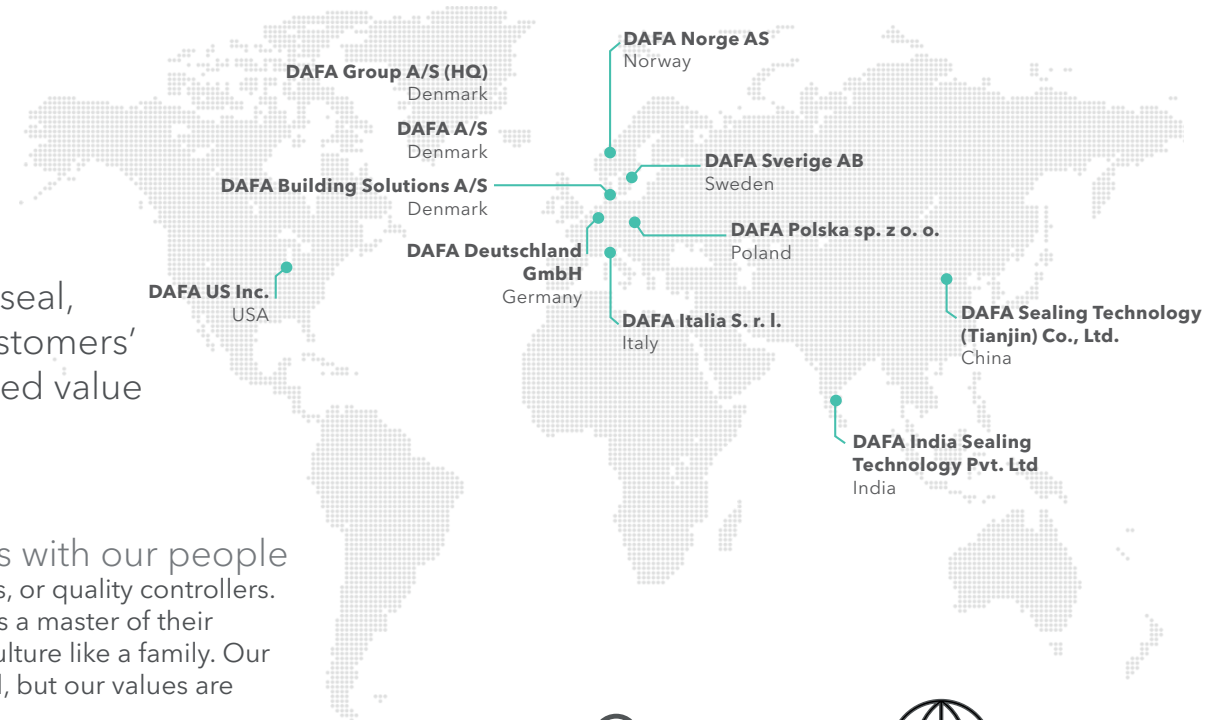 DAFA Norge AS
Norway
DAFA Group A/S (HQ)
Denmark
DAFA A/S
Denmark
DAFA Sverige AB
Sweden
DAFA Building Solutions A/S
Denmark
DAFA Polska sp. z o. o.
Poland
DAFA Deutschland
GmbH
Germany
DAFA US Inc.
USA
DAFA Italia S. r. l.
Italy
DAFA Sealing Technology
(Tianjin) Co., Ltd.
China
DAFA India Sealing
Technology Pvt. Ltd
India
seal,
stomers’
ed value
s with our people
s, or quality controllers.
s a master of their
ulture like a family. Our
, but our values are